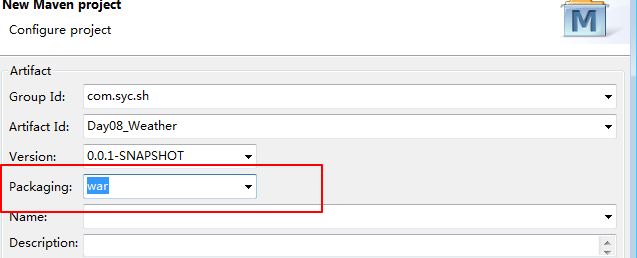 New Maven project
Configure project
M
Artifact
Group Id: com.syc.sh
Artifact Id: Day08_Weather
Version: 0.0.1-SNAPSHOT
Packaging: war
Name:
Description: